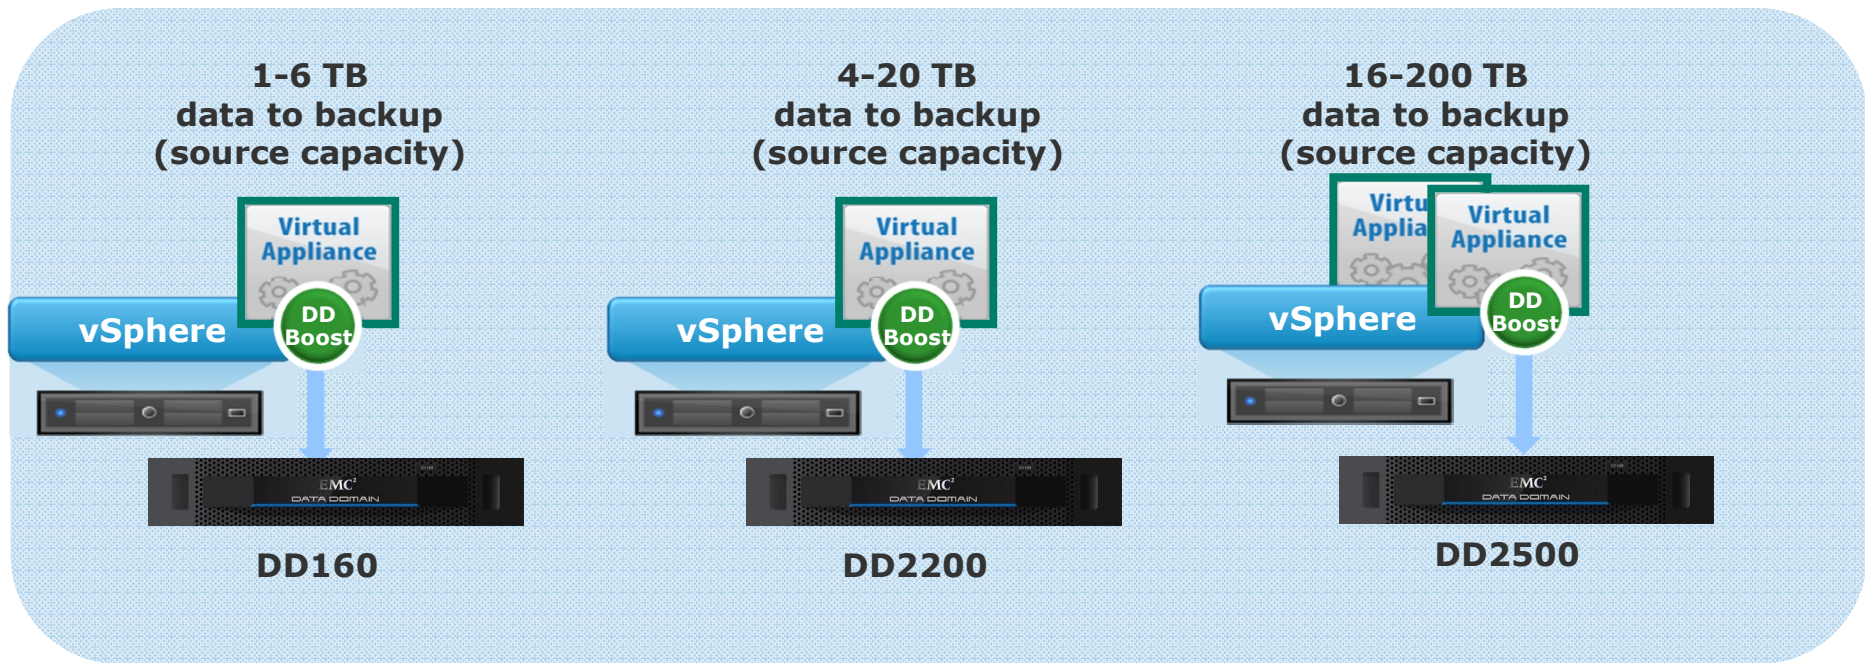 1-6 TB
data to backup
(source capacity)
Virtual
Appliance
vSphere
DD
Boost
EMC²
DATA DOMAIN
DD160
4-20 TB
data to backup
(source capacity)
Virtual
Appliance
vSphere
DD
Boost
EMC²
DATA DOMAIN
DD2200
16-200 TB
data to backup
(source capacity)
Virtu
Applia
Virtual
Appliance
vSphere
DD
Boost
EMC²
DATA DOMAIN
DD2500